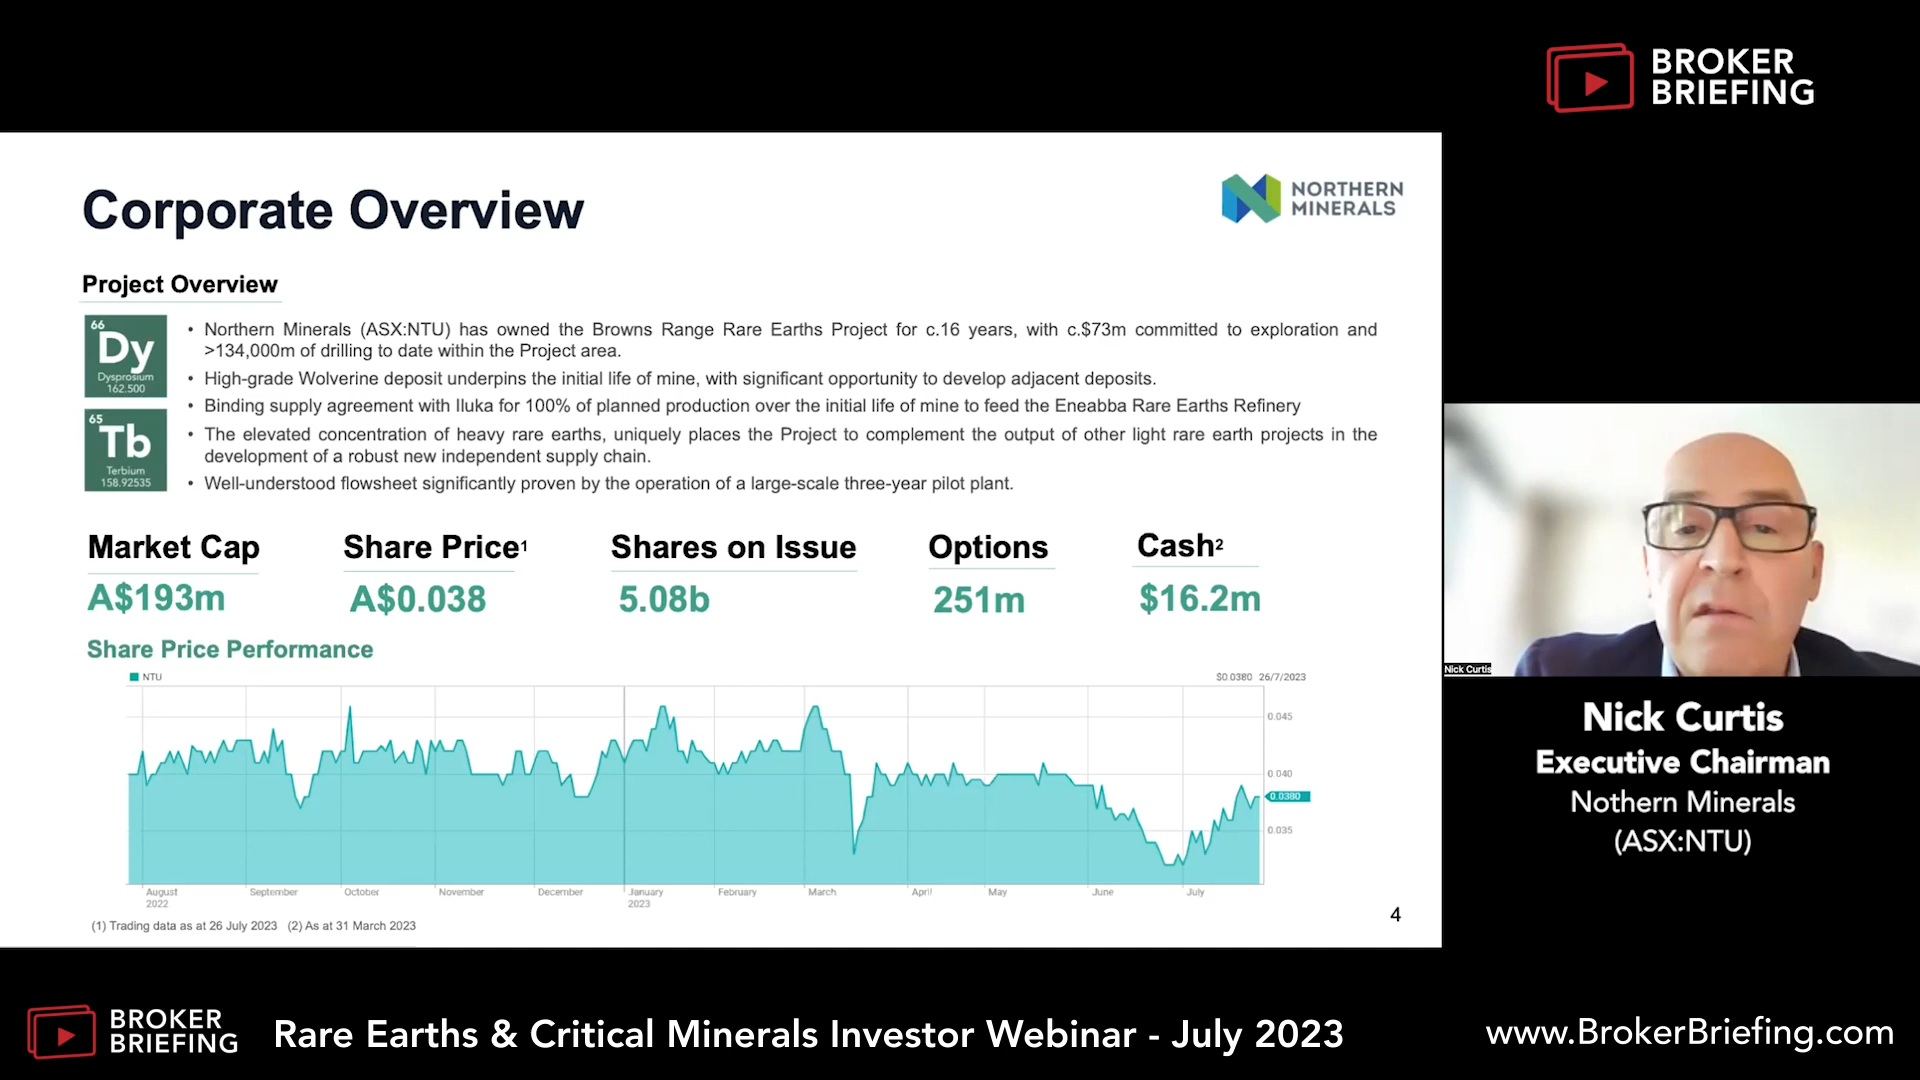 BROKER
BRIEFING
Corporate Overview
NORTHERN
MINERALS
Project Overview
66
Dy
Dysprosium
162.500
65
Tb
Terbium
158.92535
• Northern Minerals (ASX:NTU) has owned the Browns Range Rare Earths Project for c.16 years, with c.$73m committed to exploration and
>134,000m of drilling to date within the Project area.
• High-grade Wolverine deposit underpins the initial life of mine, with significant opportunity to develop adjacent deposits.
• Binding supply agreement with Iluka for 100% of planned production over the initial life of mine to feed the Eneabba Rare Earths Refinery
• The elevated concentration of heavy rare earths, uniquely places the Project to complement the output of other light rare earth projects in the
development of a robust new independent supply chain.
• Well-understood flowsheet significantly proven by the operation of a large-scale three-year pilot plant.
Market Cap Share Price1 Shares on Issue Options Cash2
A$193m A$0.038 5.08b 251m $16.2m
Share Price Performance
NTU $0.0380 26/7/2023
0.045
0.040
0.0380
0.035
August September October November December January February March April May June July
2022 2023
(1) Trading data as at 26 July 2023 (2) As at 31 March 2023
4
Nick Curtis
Nick Curtis
Executive Chairman
Nothern Minerals
(ASX:NTU)
BROKER
BRIEFING
Rare Earths & Critical Minerals Investor Webinar - July 2023
www.BrokerBriefing.com